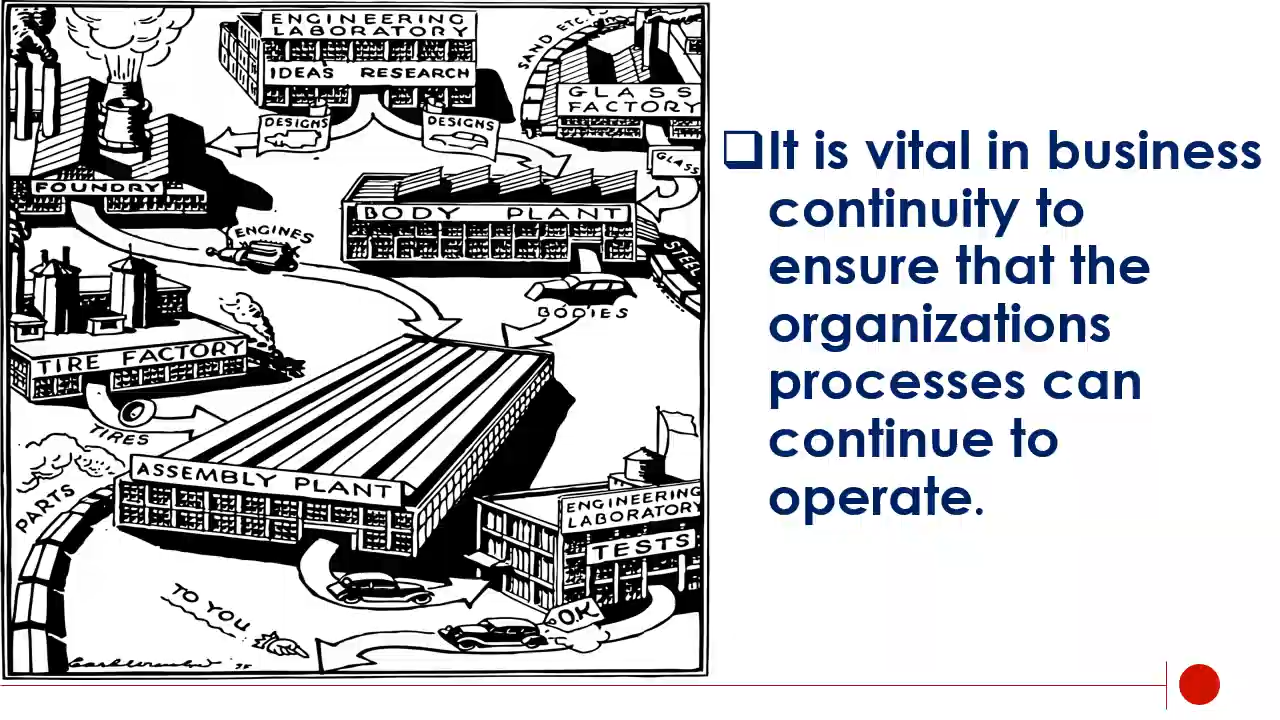 ENGINEERING
LABORATORY
IDEAS RESEARCH
DESIGNS
DESIGNS
SAND ETC.
GLASS
FACTORY
GLASS
FOUNDRY
BODY PLANT
ENGINES
STEEL
BODIES
TIRE FACTORY
TIRES
ASSEMBLY PLANT
PARTS
ENGINEERING
LABORATORY
TESTS
TO YOU
O.K.
It is vital in business
continuity to
ensure that the
organizations
processes can
continue to
operate.